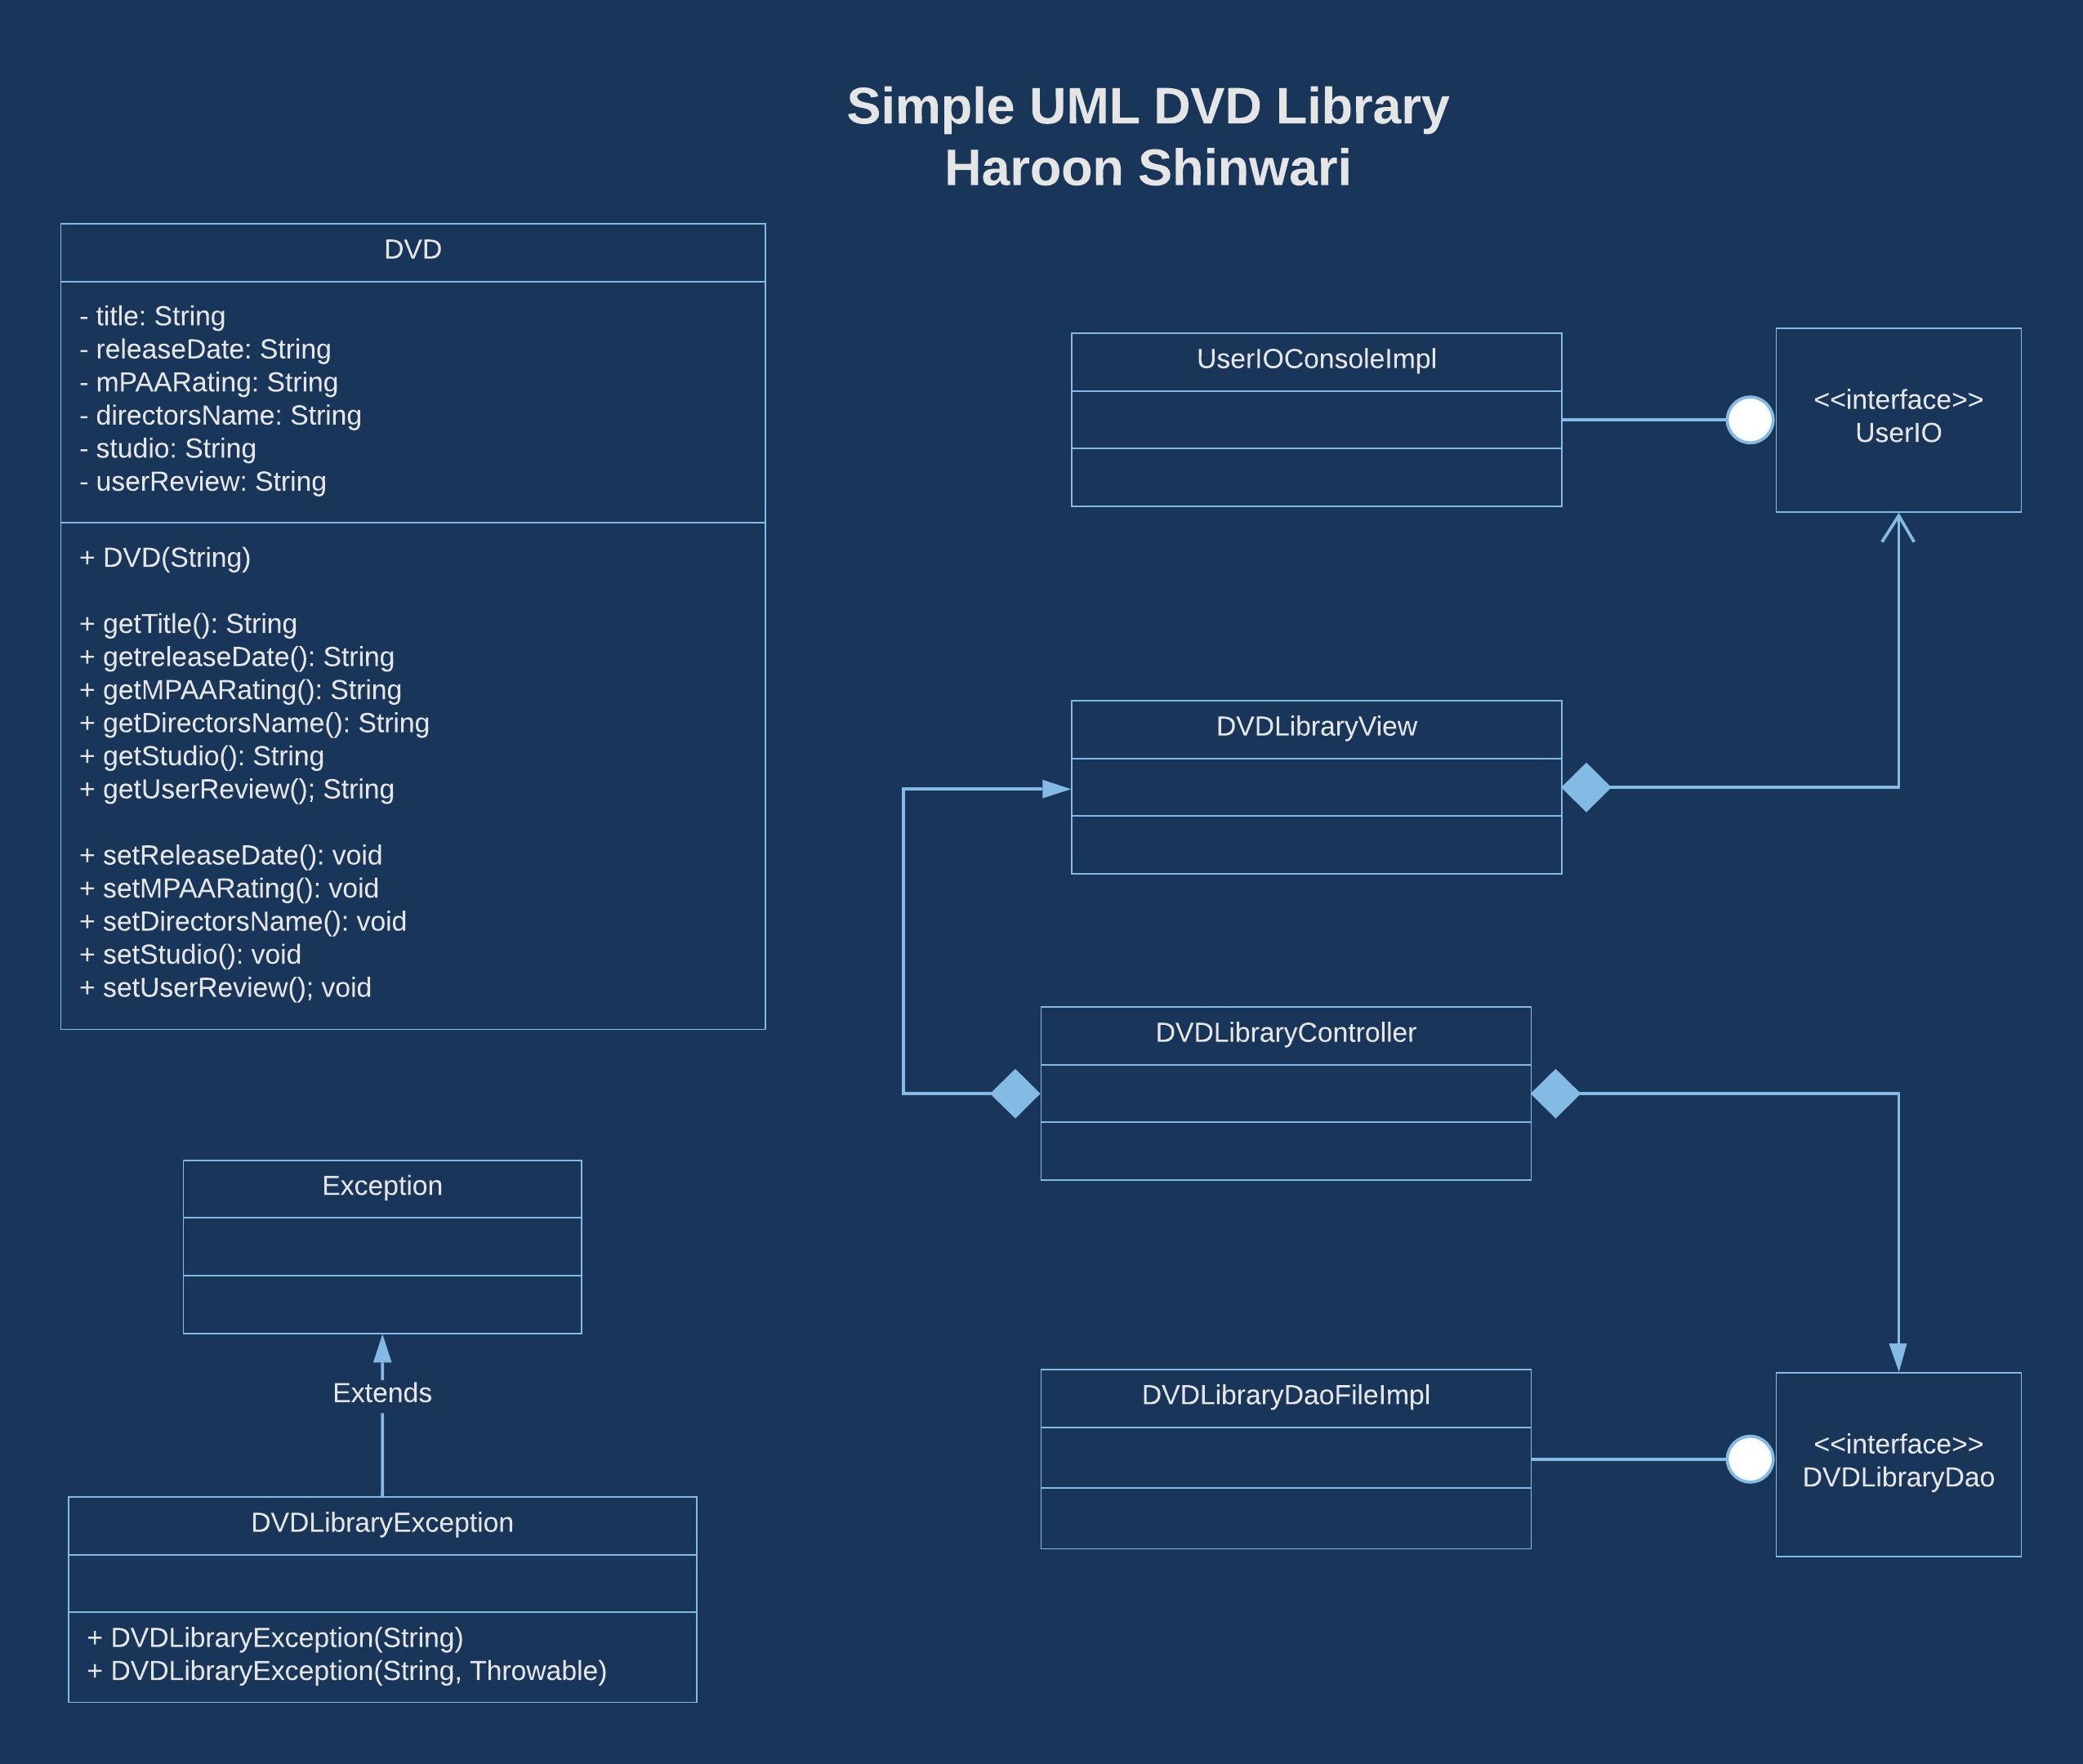 Simple UML DVD Library
Haroon Shinwari
DVD
- title: String
- releaseDate: String
- mPAARating: String
- directorsName: String
- studio: String
- userReview: String
+ DVD(String)
+ getTitle(): String
+ getreleaseDate(): String
+ getMPAARating(): String
+ getDirectorsName(): String
+ getStudio(): String
+ getUserReview(); String
+ setReleaseDate(): void
+ setMPAARating(): void
+ setDirectorsName(): void
+ setStudio(): void
+ setUserReview(); void
Exception
Extends
DVDLibraryException
+ DVDLibraryException(String)
+ DVDLibraryException(String, Throwable)
UserIOConsoleImpl
<<interface>>
UserIO
DVDLibraryView
DVDLibraryController
DVDLibraryDaoFileImpl
<<interface>>
DVDLibraryDao